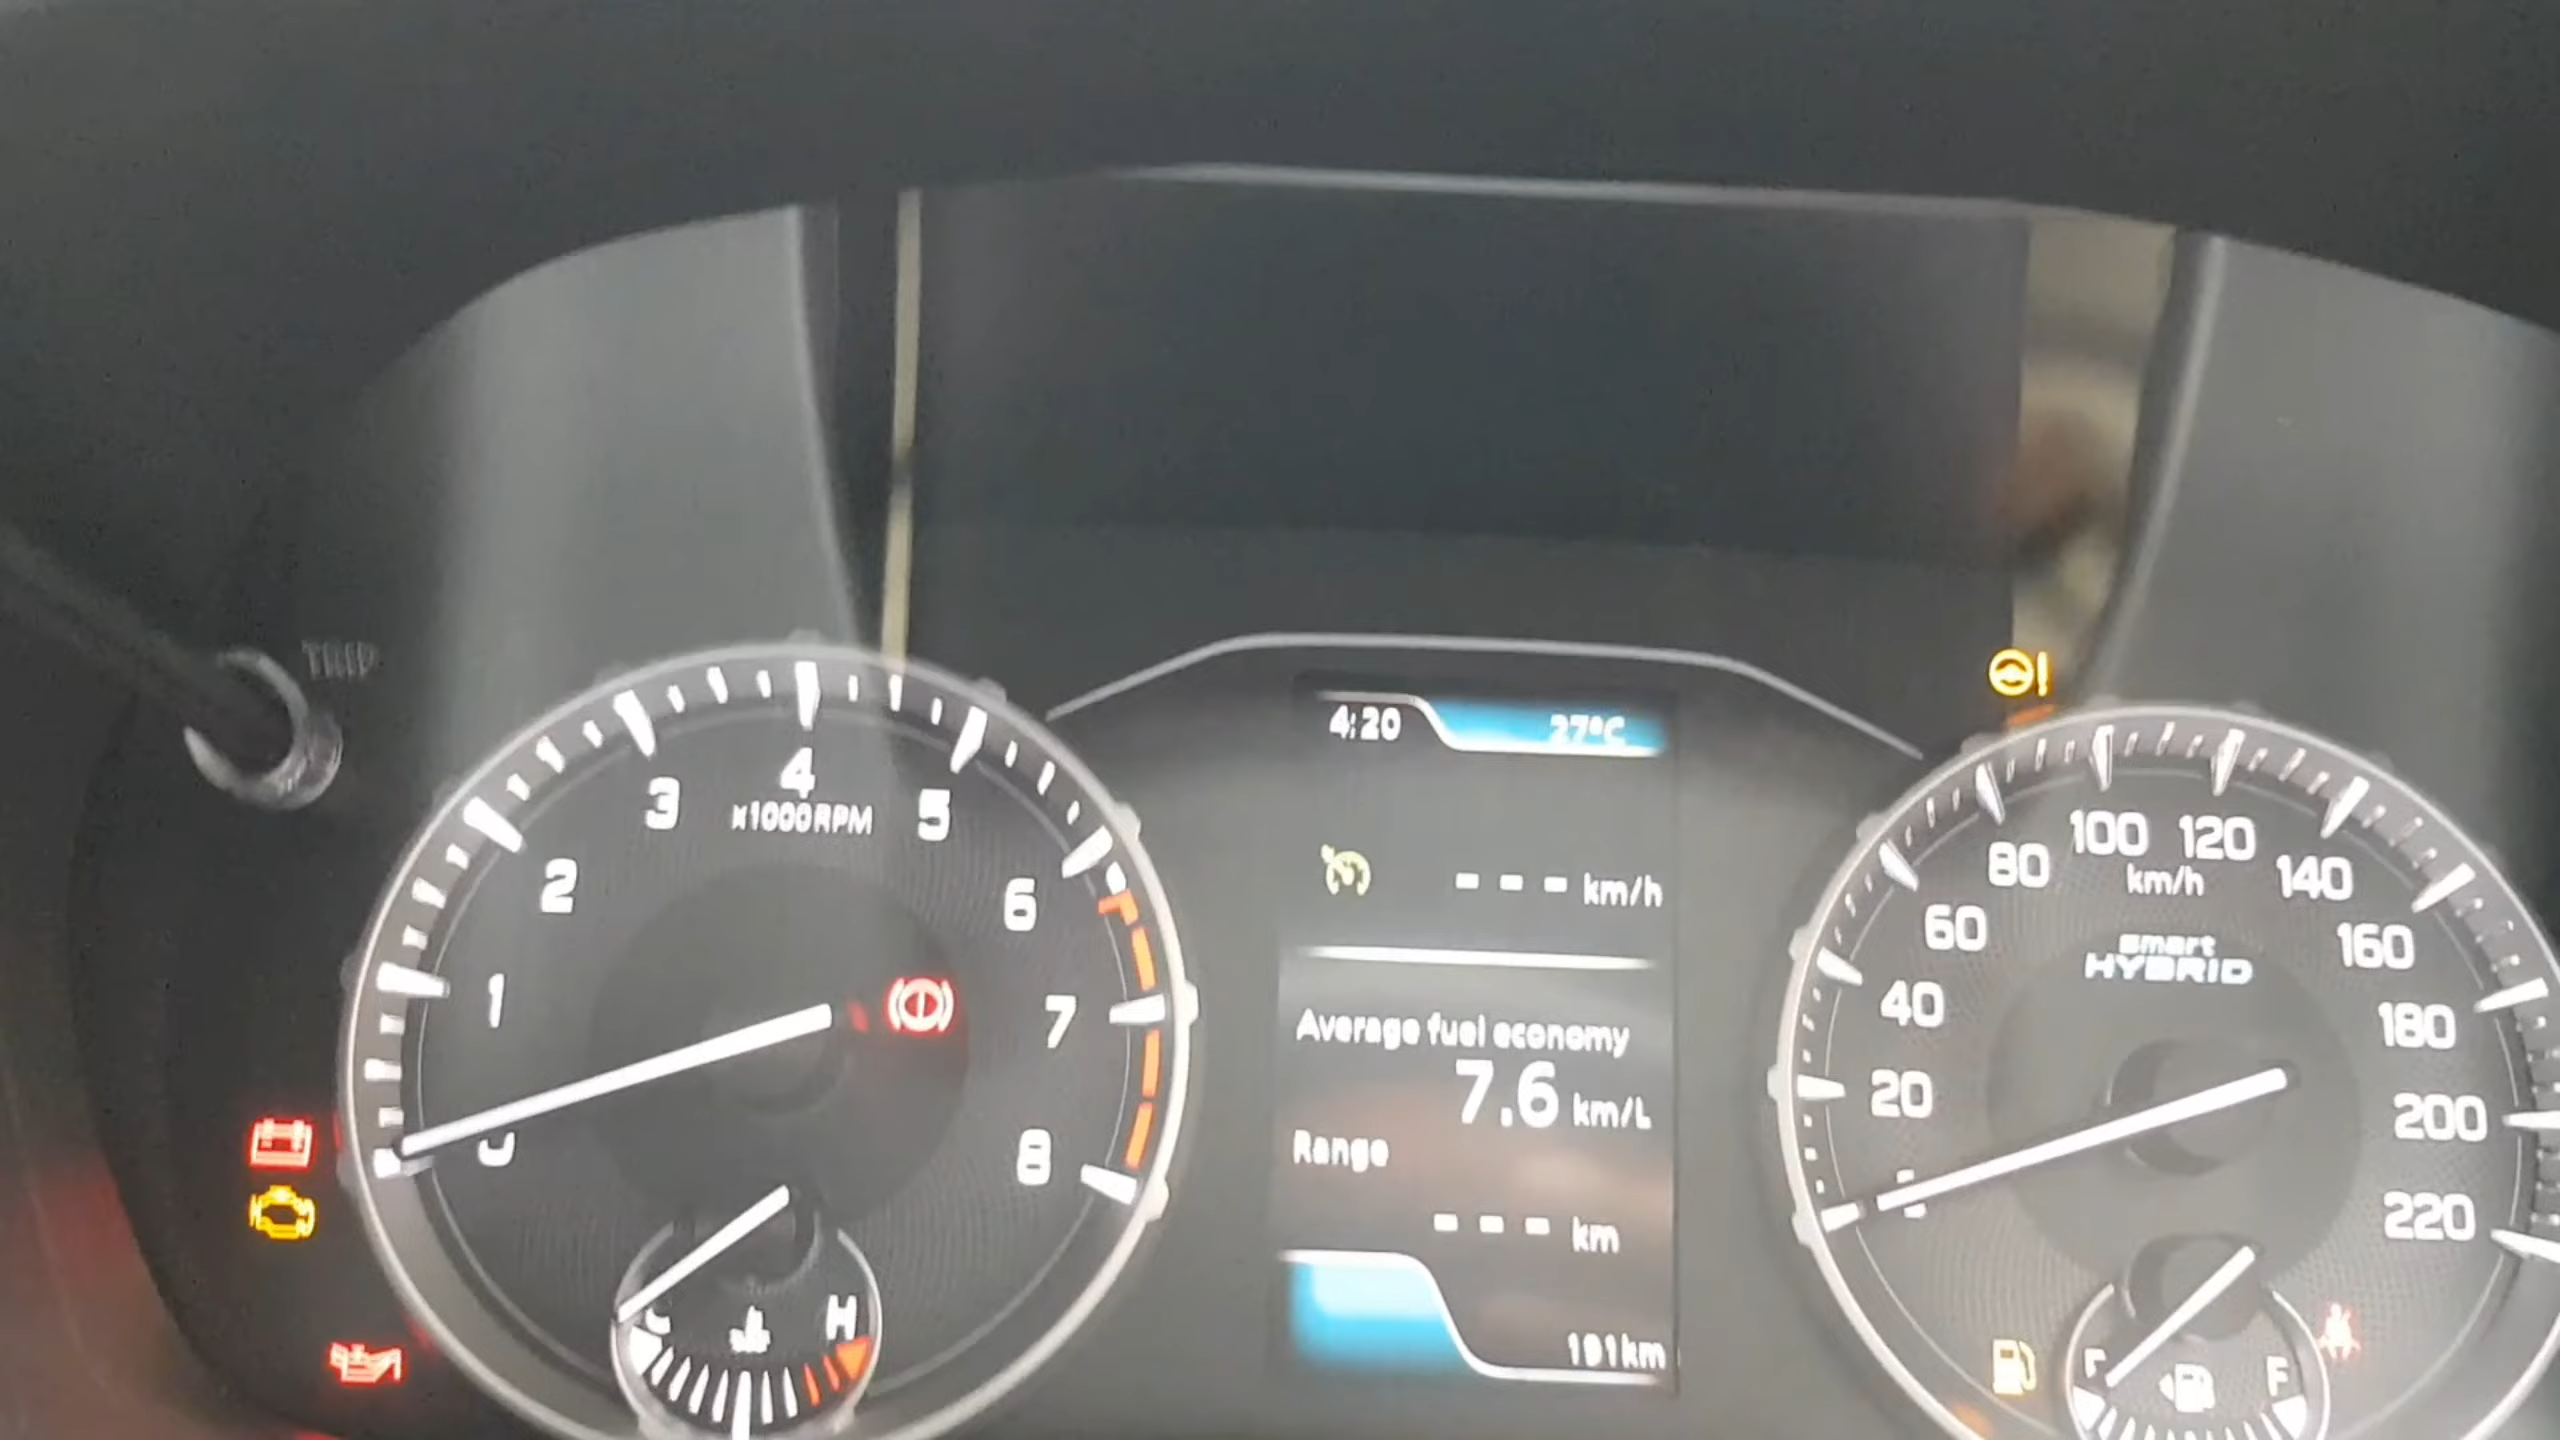 TRIP
4:20 27°C
- - - km/h
Average fuel economy
7.6 km/L
Range
- - - km
191km
1 2 3 4 5 6 7 8
x1000RPM
C H
20 40 60 80 100 120 140 160 180 200 220
km/h
smart
HYBRID
F